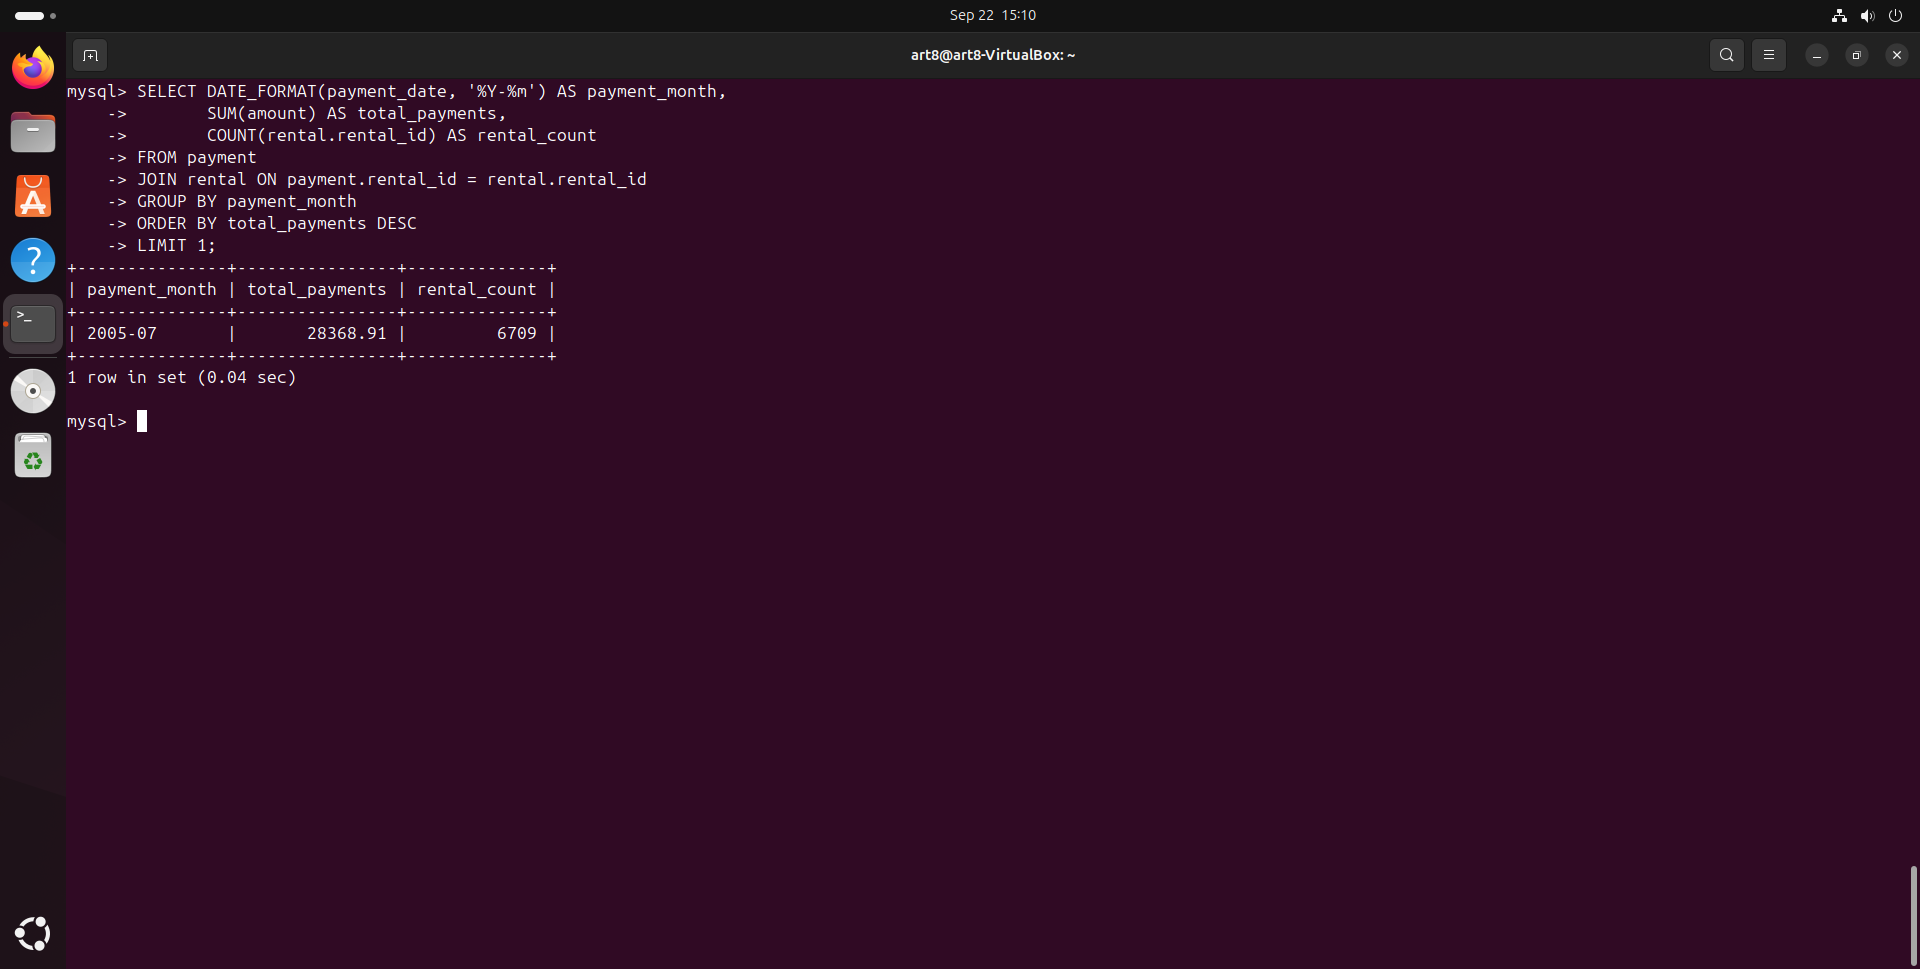 Sep 22 15:10
art8@art8-VirtualBox: ~
mysql> SELECT DATE_FORMAT(payment_date, '%Y-%m') AS payment_month,
    ->        SUM(amount) AS total_payments,
    ->        COUNT(rental.rental_id) AS rental_count
    -> FROM payment
    -> JOIN rental ON payment.rental_id = rental.rental_id
    -> GROUP BY payment_month
    -> ORDER BY total_payments DESC
    -> LIMIT 1;
+---------------+----------------+--------------+
| payment_month | total_payments | rental_count |
+---------------+----------------+--------------+
| 2005-07       |       28368.91 |         6709 |
+---------------+----------------+--------------+
1 row in set (0.04 sec)
mysql>